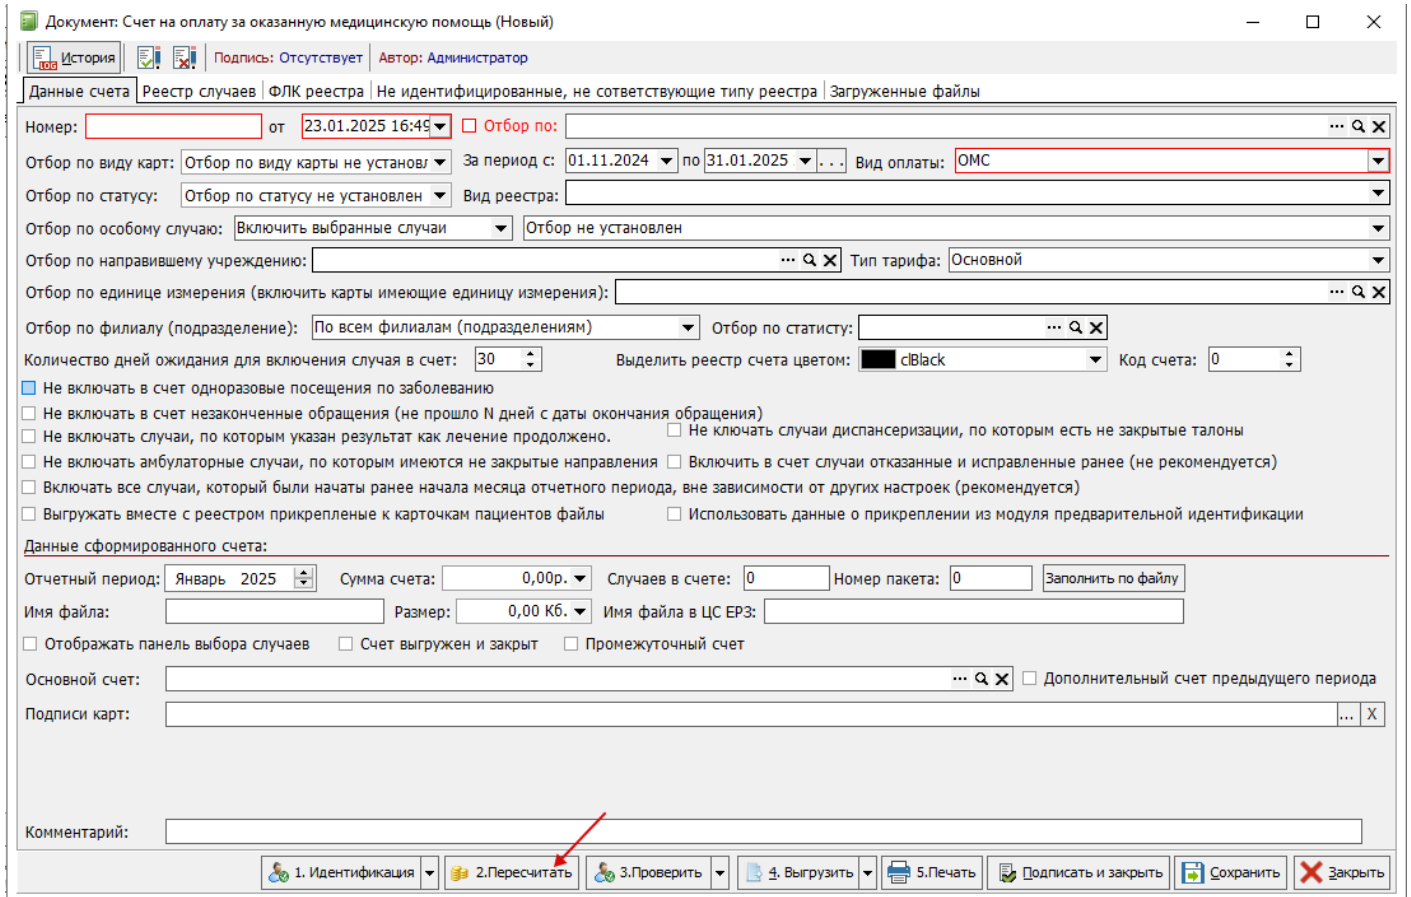 Документ: Счет на оплату за оказанную медицинскую помощь (Новый)
LOG История Подпись: Отсутствует Автор: Администратор
Данные счета Реестр случаев ФЛК реестра Не идентифицированные, не сответствующие типу реестра Загруженные файлы
Номер: от 23.01.2025 16:49 Отбор по: ...
Отбор по виду карт: Отбор по виду карты не установл За период с: 01.11.2024 по 31.01.2025 ... Вид оплаты: ОМС
Отбор по статусу: Отбор по статусу не установлен Вид реестра:
Отбор по особому случаю: Включить выбранные случаи Отбор не установлен
Отбор по направившему учреждению: ... Тип тарифа: Основной
Отбор по единице измерения (включить карты имеющие единицу измерения): ...
Отбор по филиалу (подразделение): По всем филиалам (подразделениям) Отбор по статисту: ...
Количество дней ожидания для включения случая в счет: 30 Выделить реестр счета цветом: clBlack Код счета: 0
Не включать в счет одноразовые посещения по заболеванию
Не включать в счет незаконченные обращения (не прошло N дней с даты окончания обращения)
Не включать случаи, по которым указан результат как лечение продолжено. Не ключать случаи диспансеризации, по которым есть не закрытые талоны
Не включать амбулаторные случаи, по которым имеются не закрытые направления Включить в счет случаи отказанные и исправленные ранее (не рекомендуется)
Включать все случаи, который были начаты ранее начала месяца отчетного периода, вне зависимости от других настроек (рекомендуется)
Выгружать вместе с реестром прикрепленые к карточкам пациентов файлы Использовать данные о прикреплении из модуля предварительной идентификации
Данные сформированного счета:
Отчетный период: Январь 2025 Сумма счета: 0,00р. Случаев в счете: 0 Номер пакета: 0 Заполнить по файлу
Имя файла: Размер: 0,00 Кб. Имя файла в ЦС ЕРЗ:
Отображать панель выбора случаев Счет выгружен и закрыт Промежуточный счет
Основной счет: ... Дополнительный счет предыдущего периода
Подписи карт: ... X
Комментарий:
1. Идентификация 2.Пересчитать 3.Проверить 4. Выгрузить 5.Печать Подписать и закрыть Сохранить Закрыть